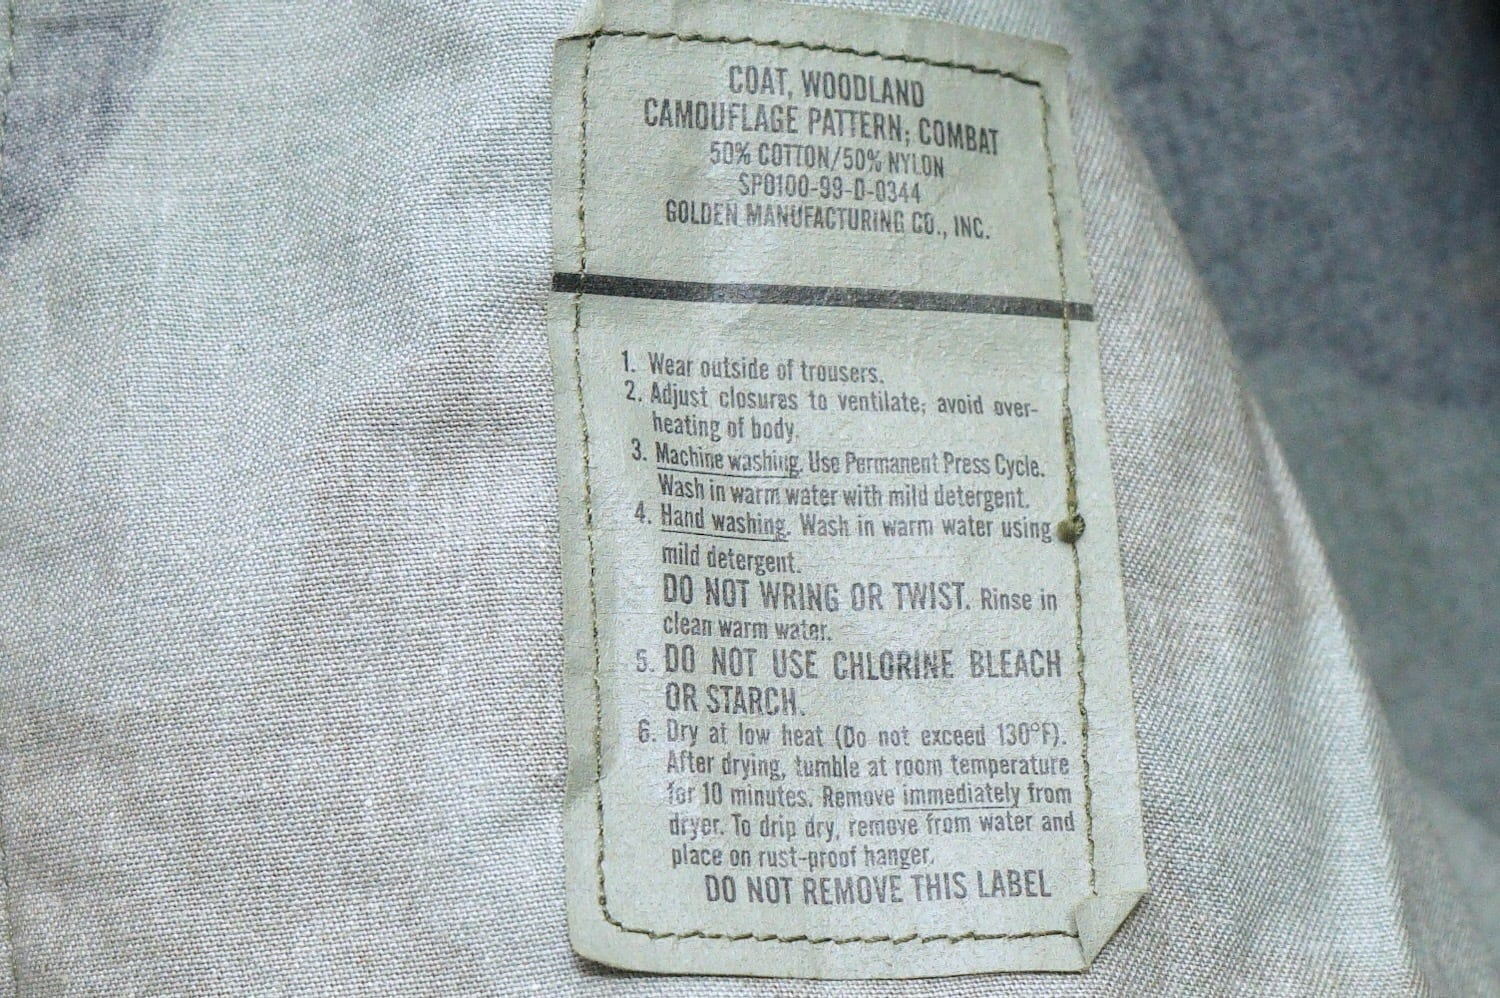 COAT, WOODLAND
CAMOUFLAGE PATTERN; COMBAT
50% COTTON/50% NYLON
SP0100-99-D-0344
GOLDEN MANUFACTURING CO., INC.
1. Wear outside of trousers.
2. Adjust closures to ventilate; avoid over-
heating of body.
3. Machine washing. Use Permanent Press Cycle.
Wash in warm water with mild detergent.
4. Hand washing. Wash in warm water using
mild detergent.
DO NOT WRING OR TWIST. Rinse in
clean warm water.
5. DO NOT USE CHLORINE BLEACH
OR STARCH.
6. Dry at low heat (Do not exceed 130°F).
After drying, tumble at room temperature
for 10 minutes. Remove immediately from
dryer. To drip dry, remove from water and
place on rust-proof hanger.
DO NOT REMOVE THIS LABEL